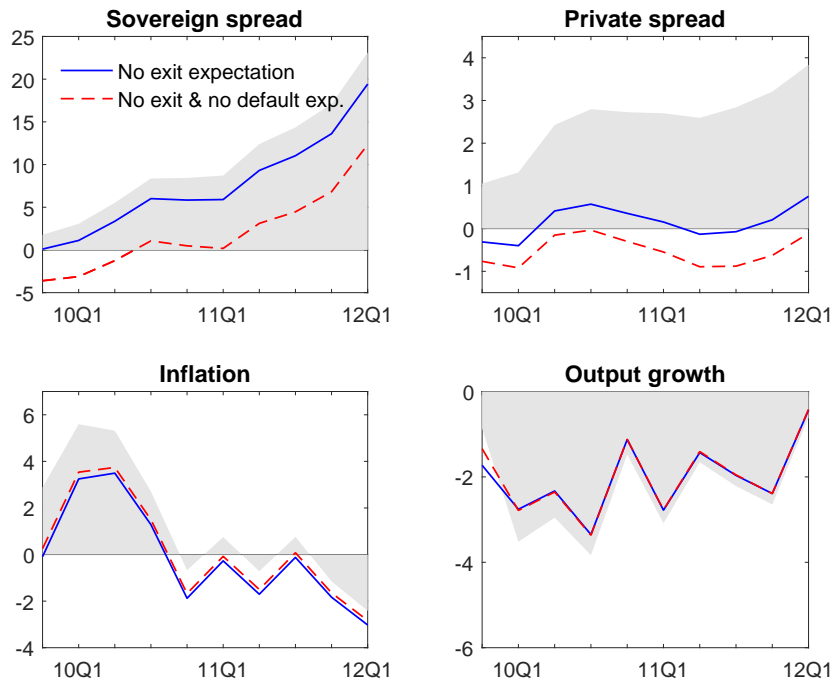 Sovereign spread
25
20
15
10
5
0
-5
No exit expectation
No exit & no default exp.
10Q1
11Q1
12Q1
Private spread
4
3
2
1
0
-1
10Q1
11Q1
12Q1
Inflation
6
4
2
0
-2
-4
10Q1
11Q1
12Q1
Output growth
0
-2
-4
-6
10Q1
11Q1
12Q1